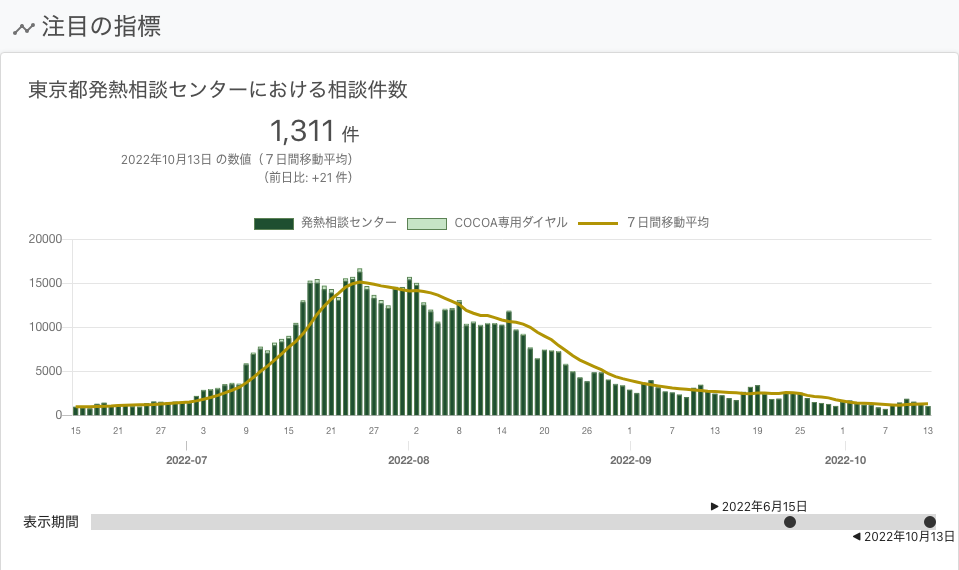 注目の指標
東京都発熱相談センターにおける相談件数
1,311 件
2022年10月13日 の数値（７日間移動平均）
（前日比: +21 件）
発熱相談センター COCOA専用ダイヤル ７日間移動平均
20000
15000
10000
5000
0
15 21 27 3 9 15 21 27 2 8 14 20 26 1 7 13 19 25 1 7 13
2022-07 2022-08 2022-09 2022-10
▶ 2022年6月15日
表示期間
◀ 2022年10月13日